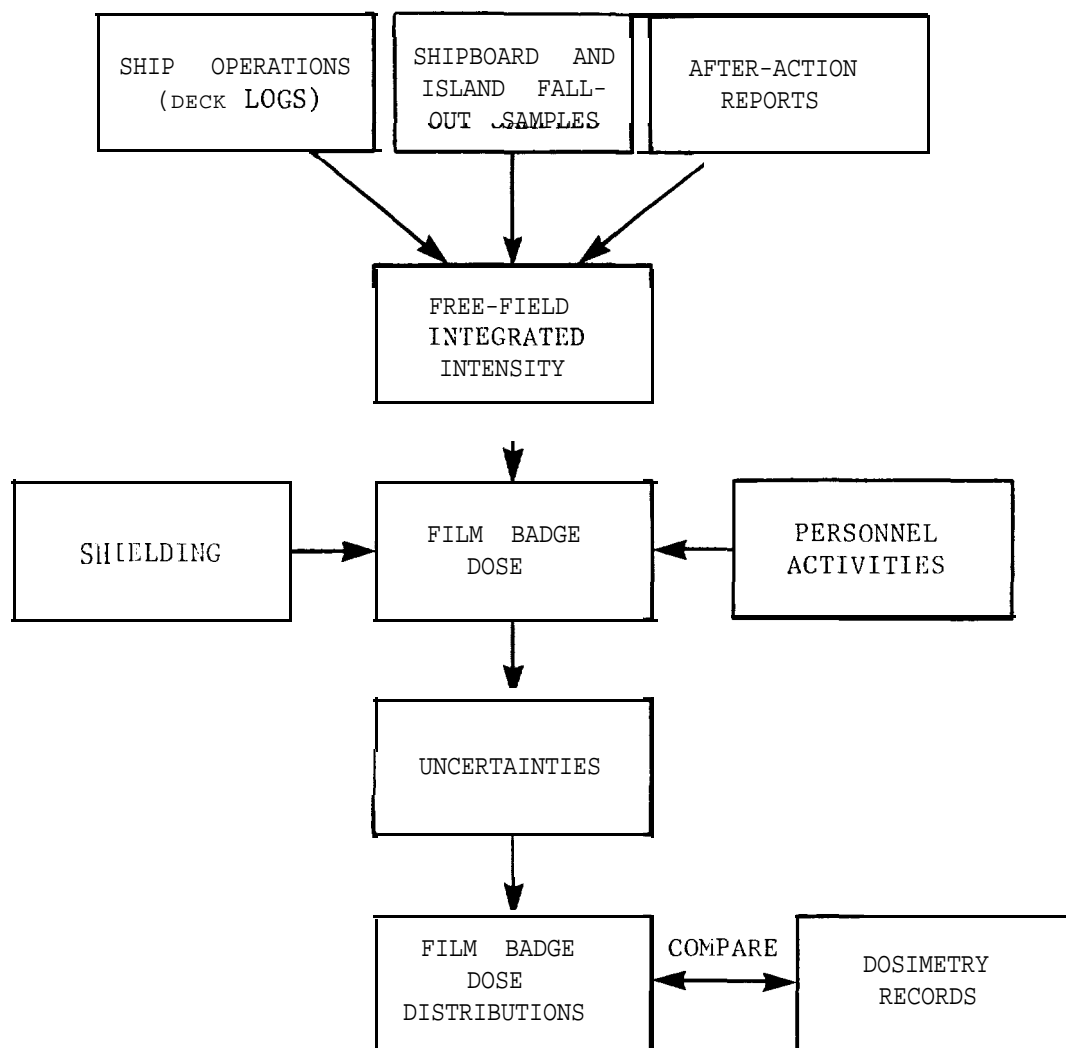 SHIP OPERATIONS
(DECK LOGS)
SHIPBOARD AND
ISLAND FALL-
OUT SAMPLES
AFTER-ACTION
REPORTS
FREE-FIELD
INTEGRATED
INTENSITY
SHIELDING
FILM BADGE
DOSE
PERSONNEL
ACTIVITIES
UNCERTAINTIES
FILM BADGE
DOSE
DISTRIBUTIONS
COMPARE
DOSIMETRY
RECORDS